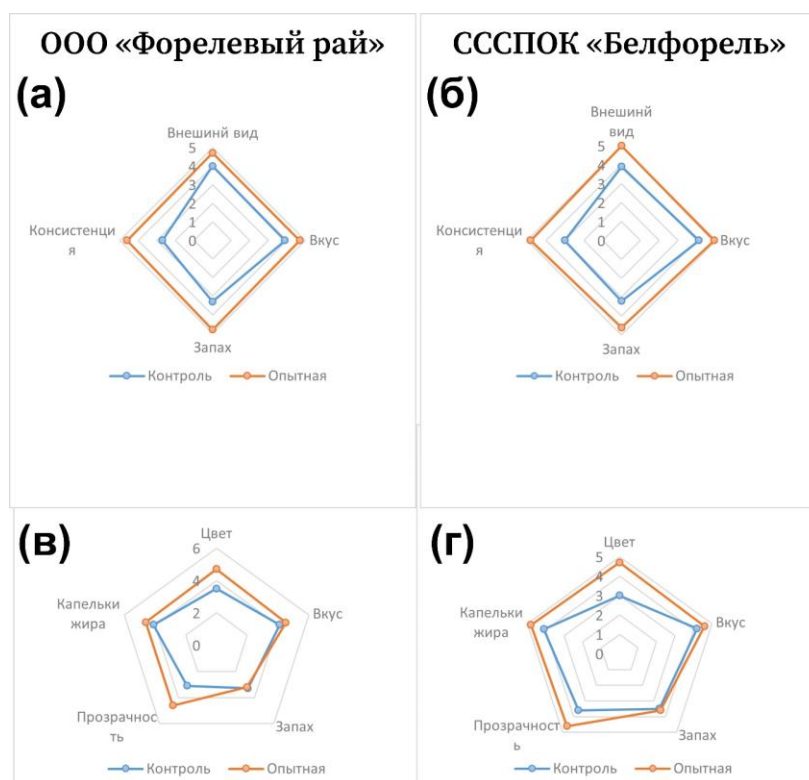 ООО «Форелевый рай»
(а)
Внешинй вид
5
4
3
2
1
0
Консистенци
я
Вкус
Запах
Контроль Опытная
СССПОК «Белфорель»
(б)
Внешинй
вид
5
4
3
2
1
0
Консистенци
я
Вкус
Запах
Контроль Опытная
(в)
Цвет
6
4
2
0
Капельки
жира
Вкус
Прозрачнос
ть
Запах
Контроль Опытная
(г)
Цвет
5
4
3
2
1
0
Капельки
жира
Вкус
Прозрачност
ь
Запах
Контроль Опытная